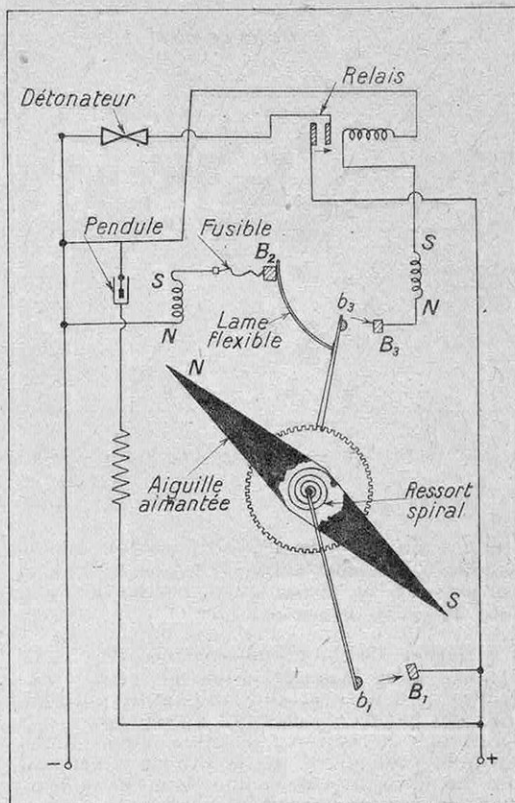 Relais
Détonateur
Pendule
Fusible
B2
S
S
N
b3
B3
N
Lame
flexible
N
Aiguille
aimantée
Ressort
spiral
S
b1
B1
-
+